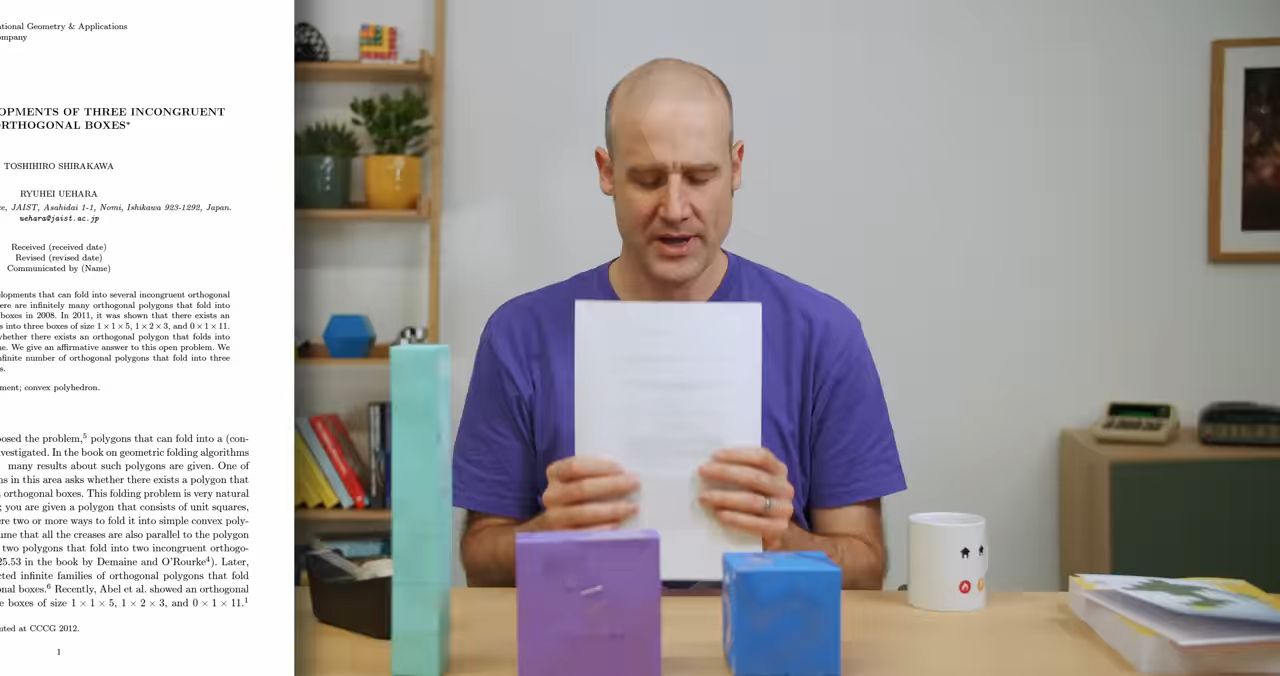 ational Geometry & Applications
ompany
OPMENTS OF THREE INCONGRUENT
ORTHOGONAL BOXES*
TOSHIHIRO SHIRAKAWA
RYUHEI UEHARA
ce, JAIST, Asahidai 1-1, Nomi, Ishikawa 923-1292, Japan.
uehara@jaist.ac.jp
Received (received date)
Revised (revised date)
Communicated by (Name)
lopments that can fold into several incongruent orthogonal
ere are infinitely many orthogonal polygons that fold into
boxes in 2008. In 2011, it was shown that there exists an
s into three boxes of size 1 × 1 × 5, 1 × 2 × 3, and 0 × 1 × 11.
whether there exists an orthogonal polygon that folds into
ne. We give an affirmative answer to this open problem. We
nfinite number of orthogonal polygons that fold into three
s.
ment; convex polyhedron.
posed the problem,⁵ polygons that can fold into a (con-
vestigated. In the book on geometric folding algorithms
many results about such polygons are given. One of
ns in this area asks whether there exists a polygon that
orthogonal boxes. This folding problem is very natural
; you are given a polygon that consists of unit squares,
ere two or more ways to fold it into simple convex poly-
ume that all the creases are also parallel to the polygon
two polygons that fold into two incongruent orthogo-
25.53 in the book by Demaine and O'Rourke⁴). Later,
cted infinite families of orthogonal polygons that fold
onal boxes.⁶ Recently, Abel et al. showed an orthogonal
e boxes of size 1 × 1 × 5, 1 × 2 × 3, and 0 × 1 × 11.¹
nted at CCCG 2012.
1